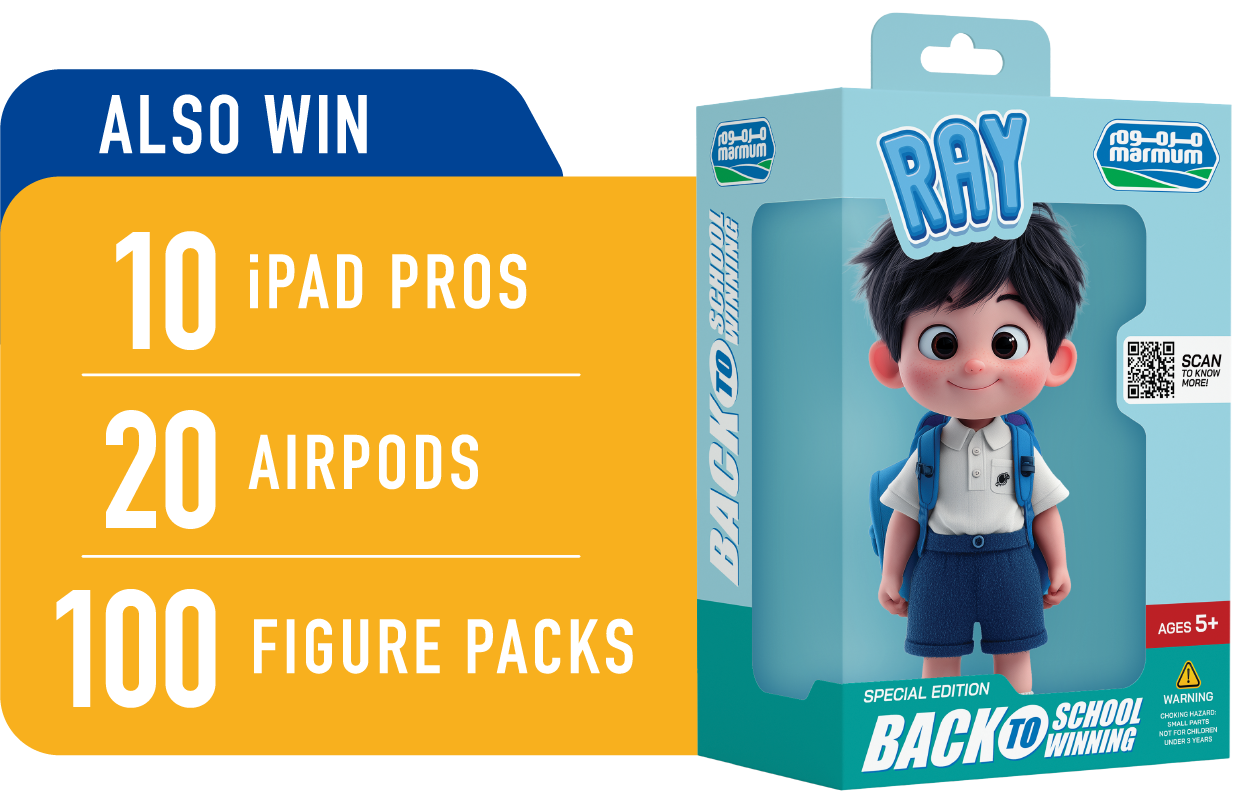 ALSO WIN
10 iPAD PROS
20 AIRPODS
100 FIGURE PACKS
مرموم
marmum
BACK TO SCHOOL WINNING
RAY
مرموم
marmum
SCAN
TO KNOW
MORE!
AGES 5+
WARNING
CHOKING HAZARD:
SMALL PARTS
NOT FOR CHILDREN
UNDER 3 YEARS
SPECIAL EDITION
BACK TO SCHOOL
WINNING